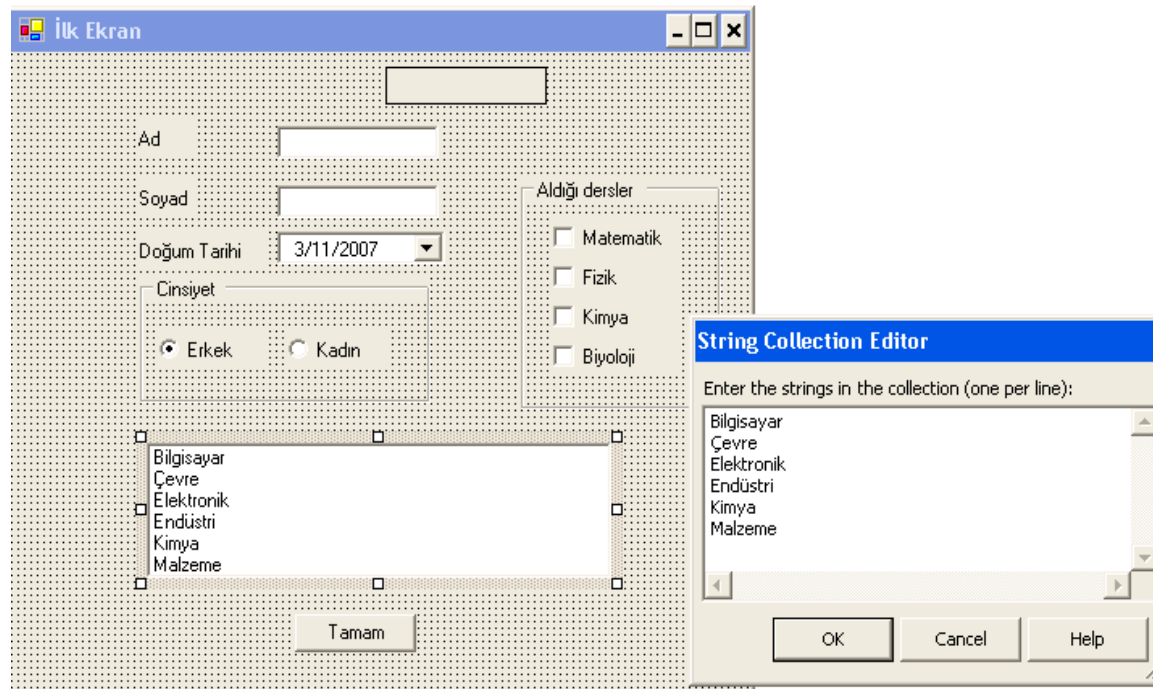 İlk Ekran
Ad
Soyad
Doğum Tarihi
3/11/2007
Cinsiyet
Erkek
Kadın
Aldığı dersler
Matematik
Fizik
Kimya
Biyoloji
Bilgisayar
Çevre
Elektronik
Endüstri
Kimya
Malzeme
Tamam
String Collection Editor
Enter the strings in the collection (one per line):
Bilgisayar
Çevre
Elektronik
Endüstri
Kimya
Malzeme
OK
Cancel
Help